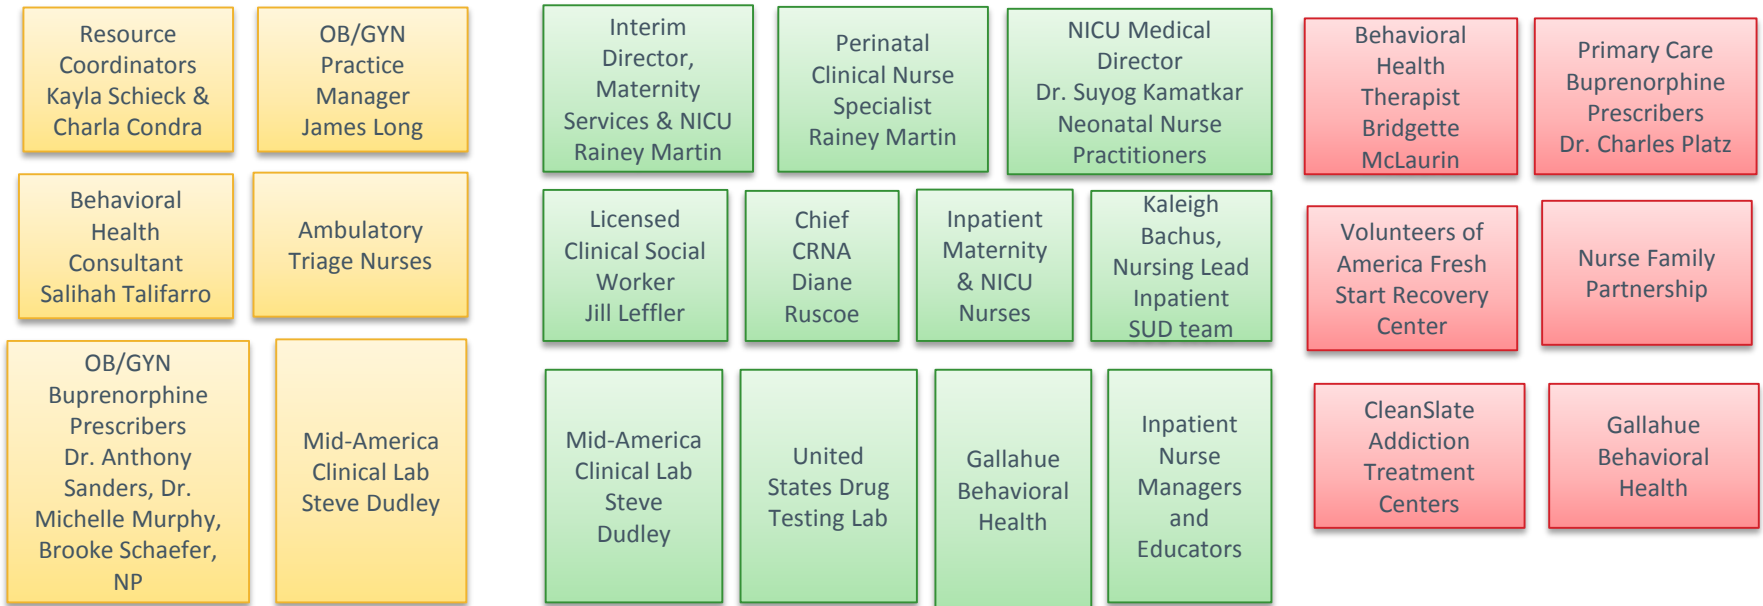 Resource
Coordinators
Kayla Schieck &
Charla Condra
OB/GYN
Practice
Manager
James Long
Behavioral
Health
Consultant
Salihah Talifarro
Ambulatory
Triage Nurses
OB/GYN
Buprenorphine
Prescribers
Dr. Anthony
Sanders, Dr.
Michelle Murphy,
Brooke Schaefer,
NP
Mid-America
Clinical Lab
Steve Dudley
Interim
Director,
Maternity
Services & NICU
Rainey Martin
Perinatal
Clinical Nurse
Specialist
Rainey Martin
NICU Medical
Director
Dr. Suyog Kamatkar
Neonatal Nurse
Practitioners
Licensed
Clinical Social
Worker
Jill Leffler
Chief
CRNA
Diane
Ruscoe
Inpatient
Maternity
& NICU
Nurses
Kaleigh
Bachus,
Nursing Lead
Inpatient
SUD team
Mid-America
Clinical Lab
Steve
Dudley
United
States Drug
Testing Lab
Gallahue
Behavioral
Health
Inpatient
Nurse
Managers
and
Educators
Behavioral
Health
Therapist
Bridgette
McLaurin
Primary Care
Buprenorphine
Prescribers
Dr. Charles Platz
Volunteers of
America Fresh
Start Recovery
Center
Nurse Family
Partnership
CleanSlate
Addiction
Treatment
Centers
Gallahue
Behavioral
Health